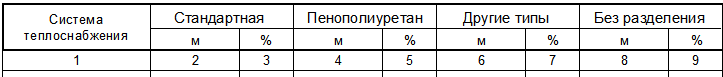 Система теплоснабжения Стандартная Пенополиуретан Другие типы Без разделения
м % м % м % м %
1 2 3 4 5 6 7 8 9